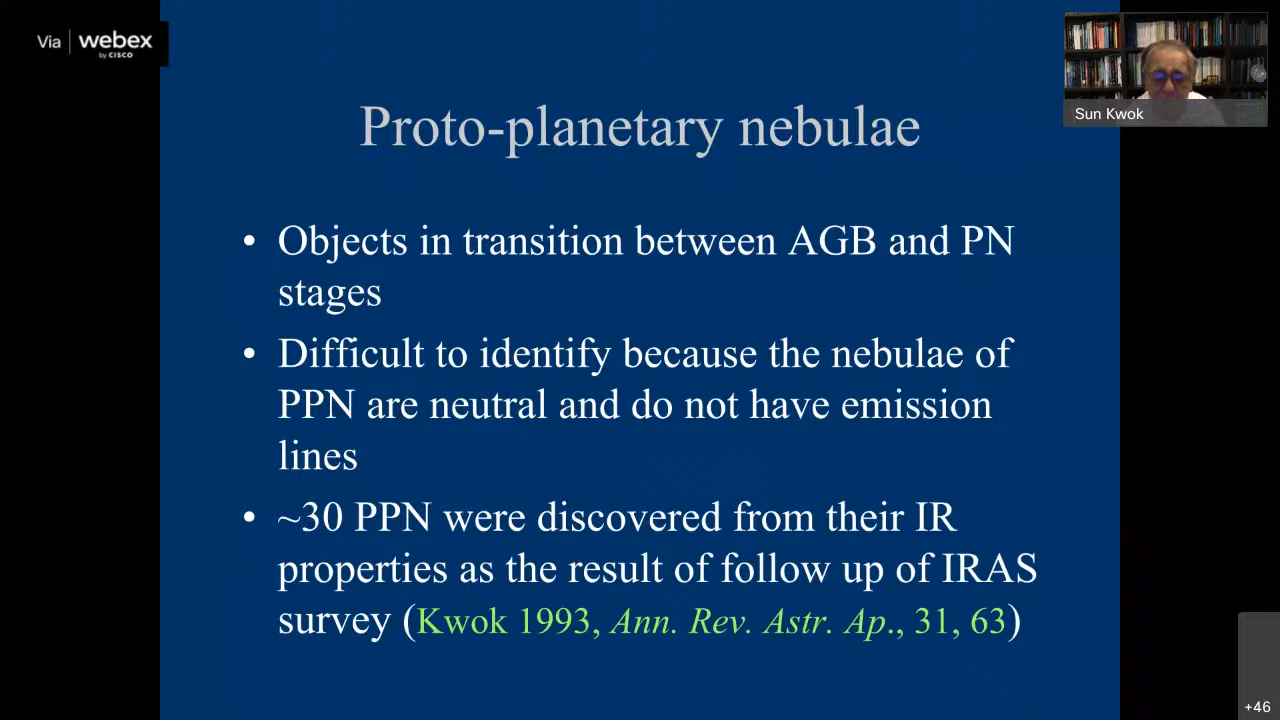 Via webex
by CISCO
Sun Kwok
Proto-planetary nebulae
• Objects in transition between AGB and PN
stages
• Difficult to identify because the nebulae of
PPN are neutral and do not have emission
lines
• ~30 PPN were discovered from their IR
properties as the result of follow up of IRAS
survey (Kwok 1993, Ann. Rev. Astr. Ap., 31, 63)
+46